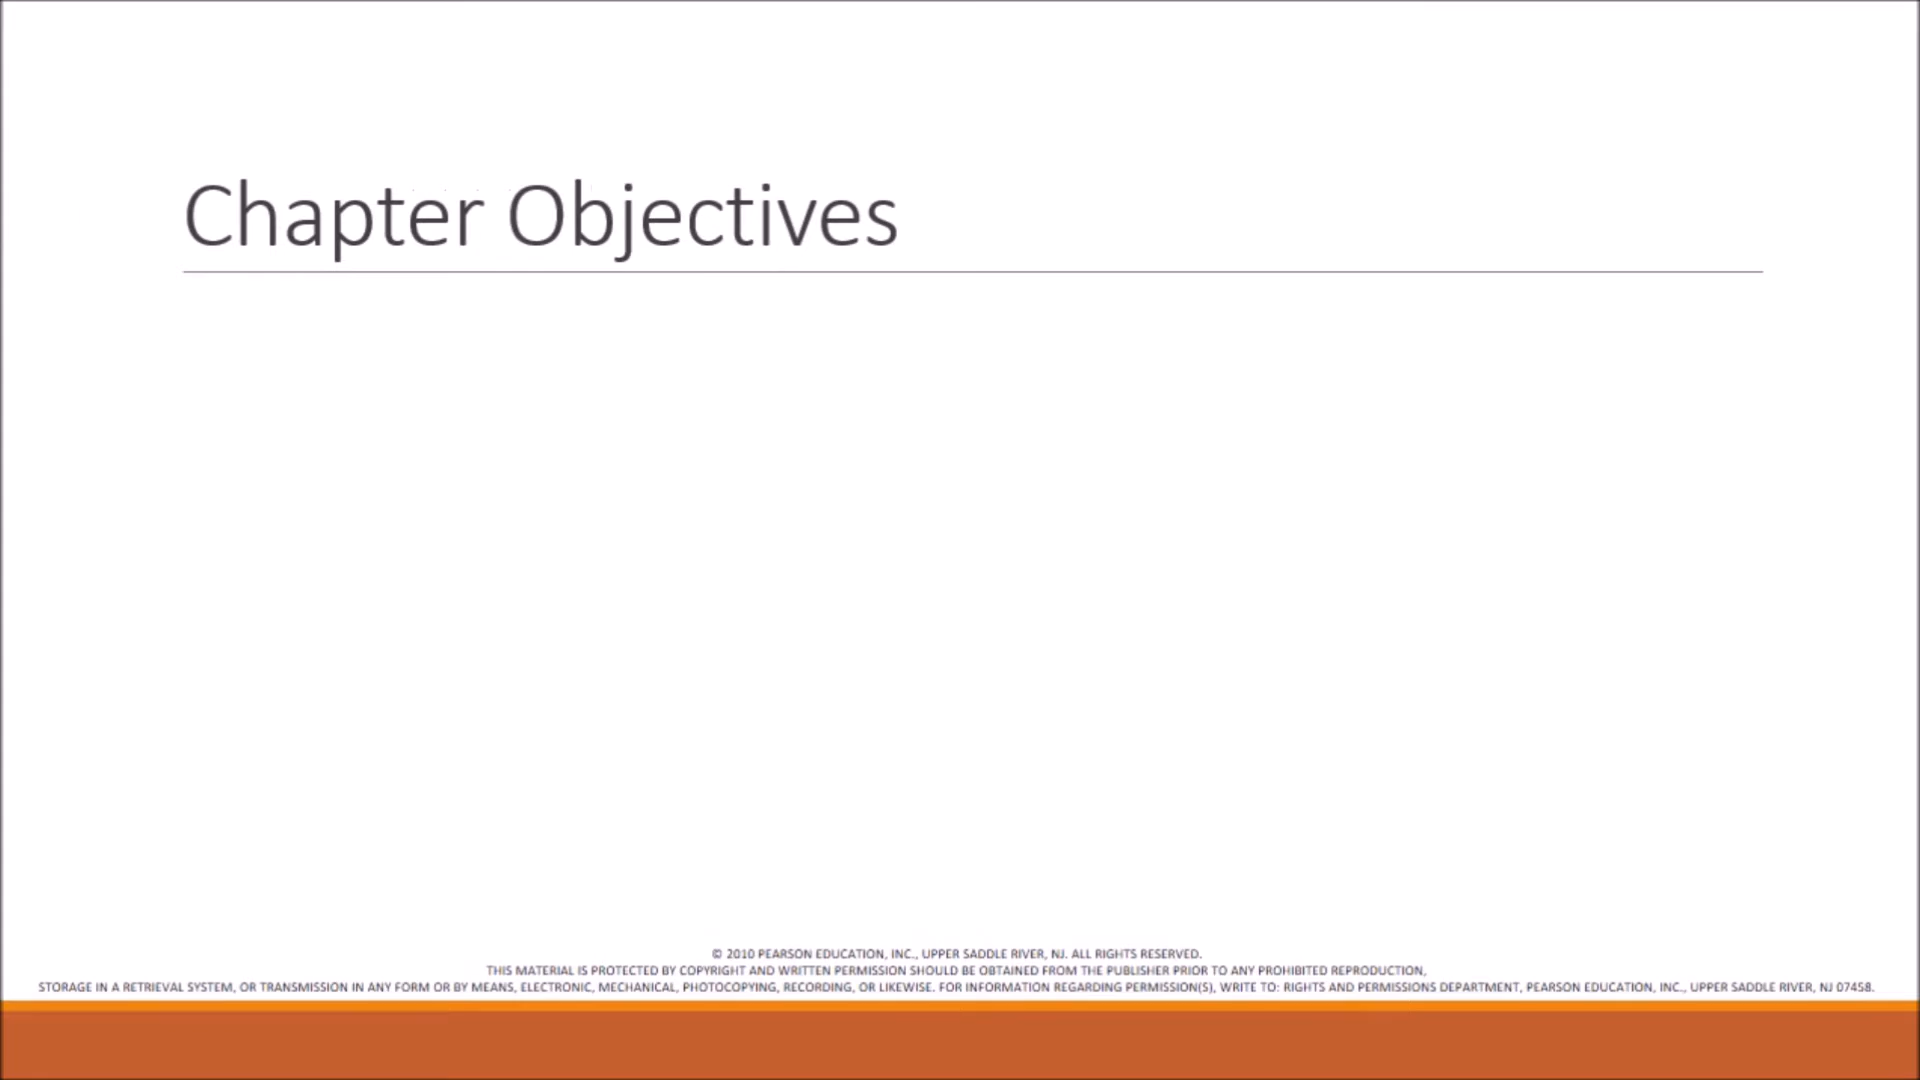 Chapter Objectives
© 2010 PEARSON EDUCATION, INC., UPPER SADDLE RIVER, NJ. ALL RIGHTS RESERVED.
THIS MATERIAL IS PROTECTED BY COPYRIGHT AND WRITTEN PERMISSION SHOULD BE OBTAINED FROM THE PUBLISHER PRIOR TO ANY PROHIBITED REPRODUCTION,
STORAGE IN A RETRIEVAL SYSTEM, OR TRANSMISSION IN ANY FORM OR BY MEANS, ELECTRONIC, MECHANICAL, PHOTOCOPYING, RECORDING, OR LIKEWISE. FOR INFORMATION REGARDING PERMISSION(S), WRITE TO: RIGHTS AND PERMISSIONS DEPARTMENT, PEARSON EDUCATION, INC., UPPER SADDLE RIVER, NJ 07458.